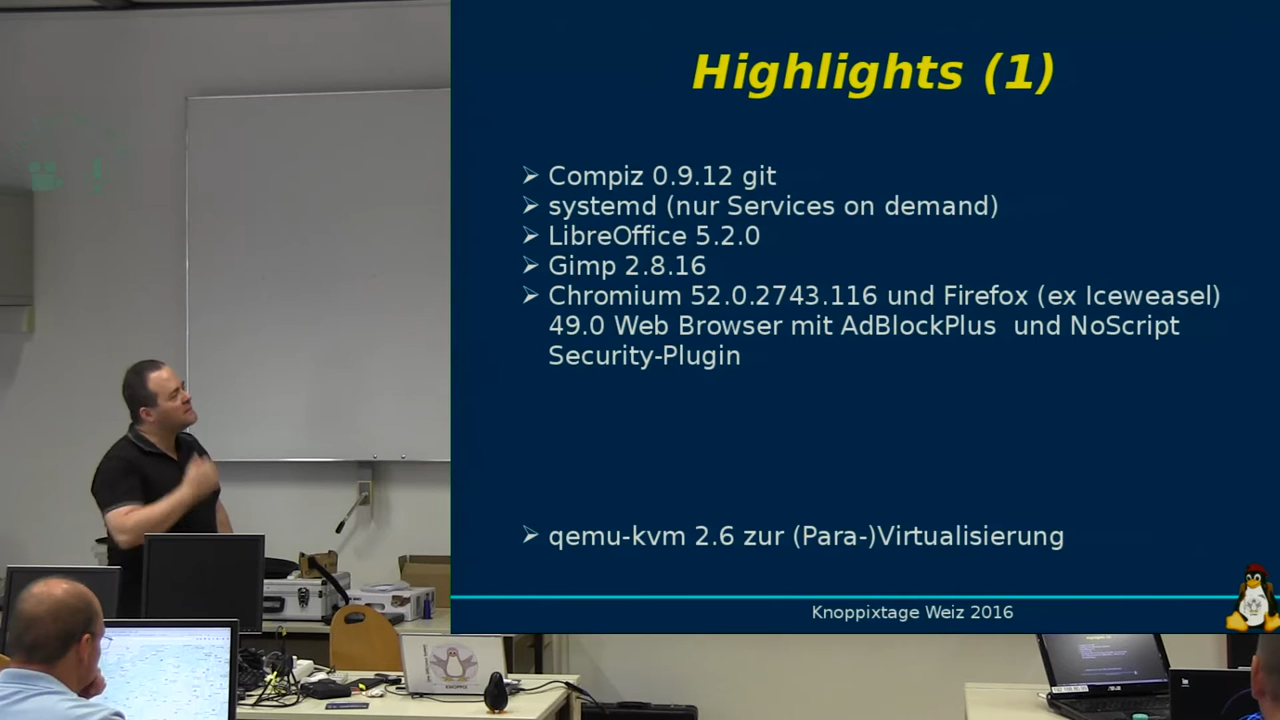 Highlights (1)
Compiz 0.9.12 git
systemd (nur Services on demand)
LibreOffice 5.2.0
Gimp 2.8.16
Chromium 52.0.2743.116 und Firefox (ex Iceweasel)
49.0 Web Browser mit AdBlockPlus und NoScript
Security-Plugin
qemu-kvm 2.6 zur (Para-)Virtualisierung
Knoppixtage Weiz 2016
Highlights (1)